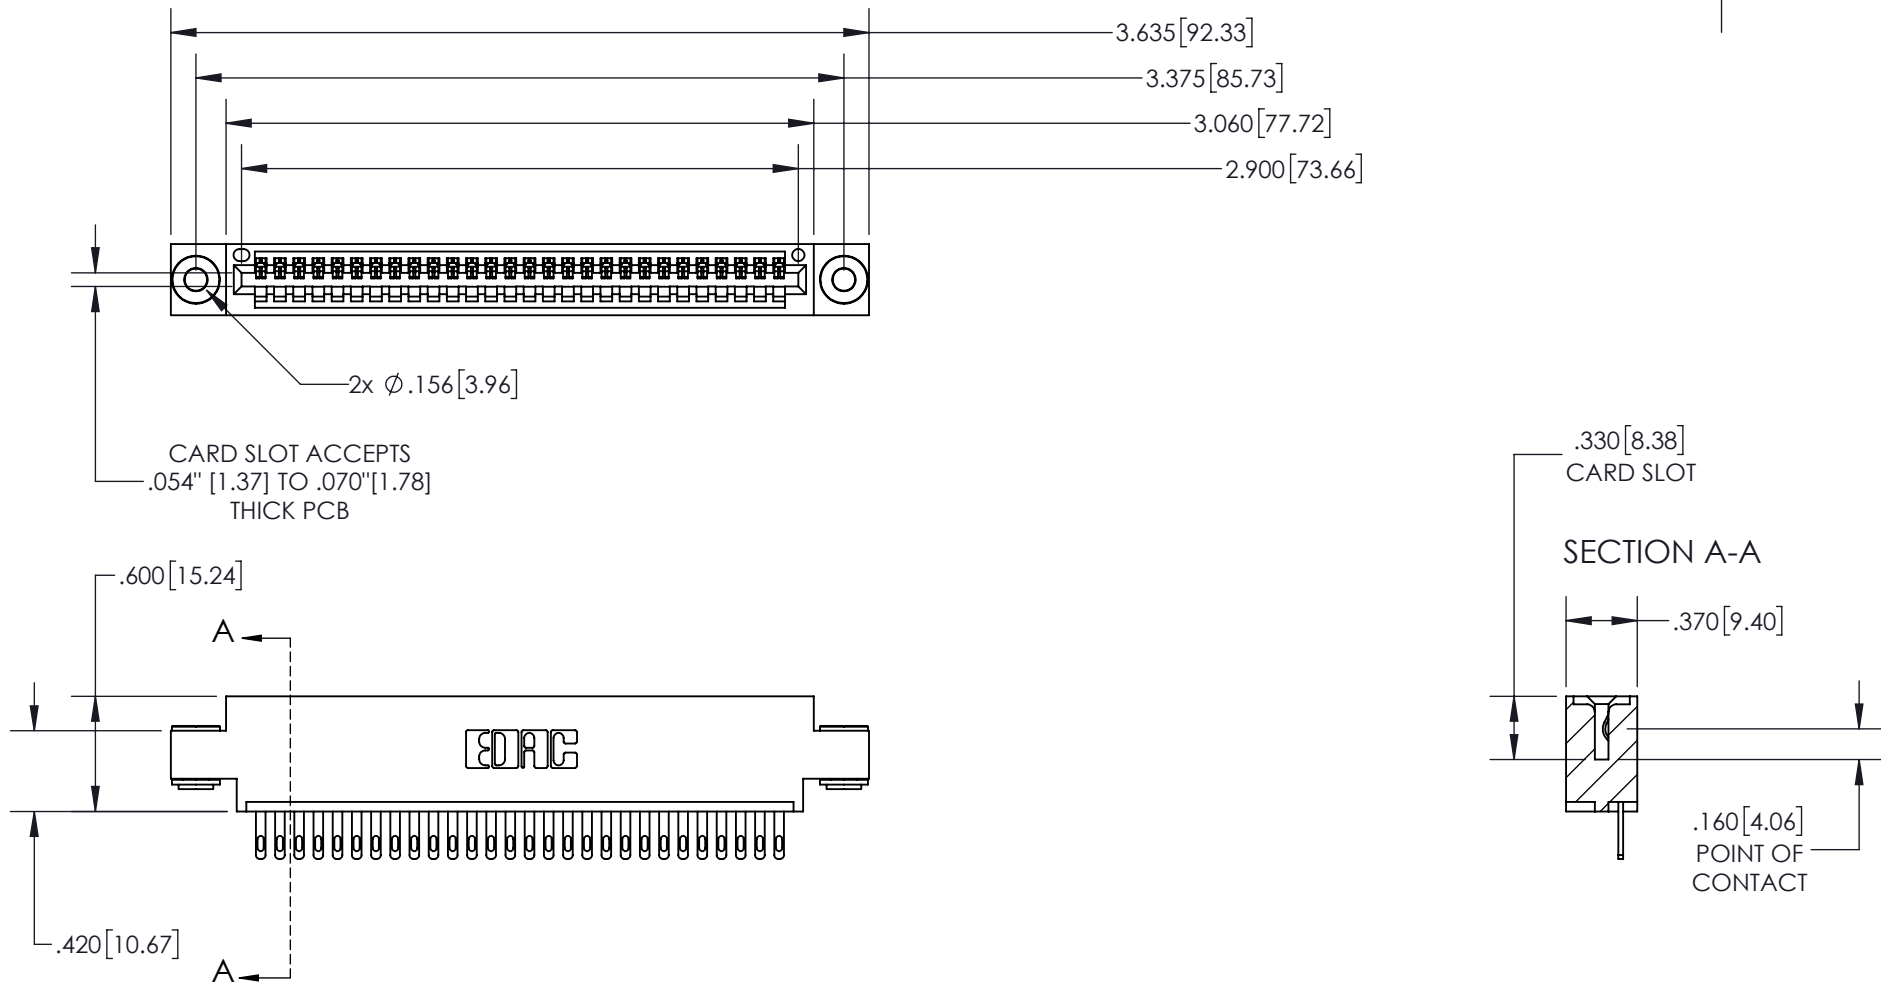 3.635[92.33]
3.375[85.73]
3.060[77.72]
2.900[73.66]
2x Ø.156[3.96]
CARD SLOT ACCEPTS
.054" [1.37] TO .070"[1.78]
THICK PCB
.330[8.38]
CARD SLOT
SECTION A-A
.600[15.24]
.370[9.40]
A
EDAC
.160[4.06]
POINT OF
CONTACT
.420[10.67]
A